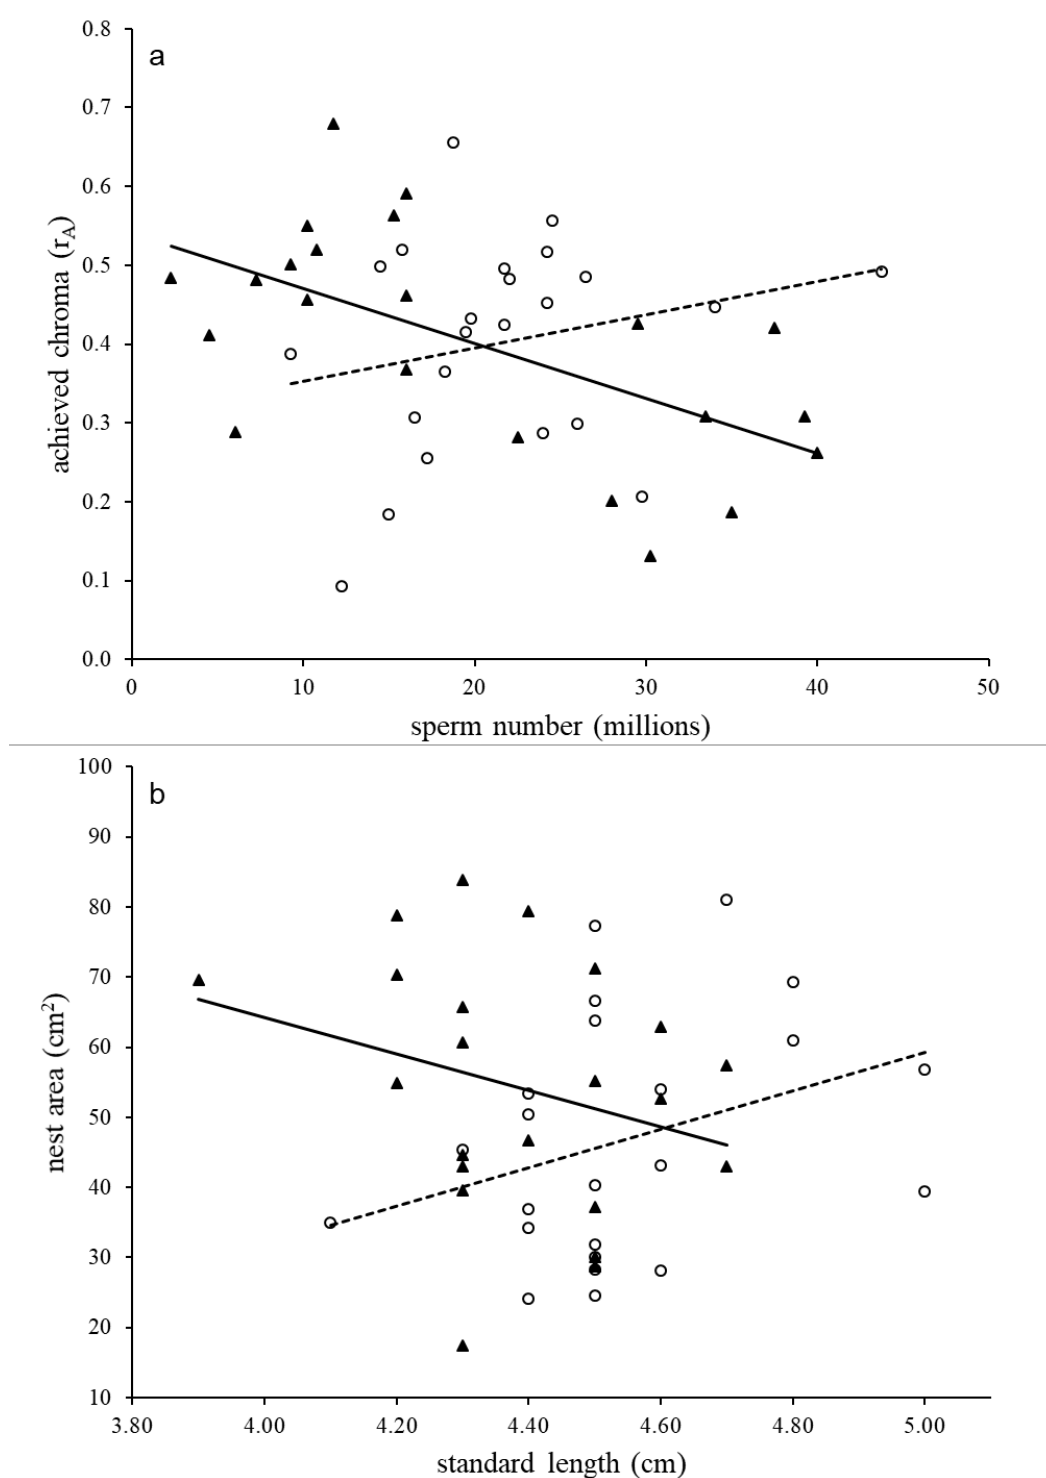 a
0.8
0.7
0.6
0.5
0.4
0.3
0.2
0.1
0.0
achieved chroma (rA)
0 10 20 30 40 50
sperm number (millions)
b
100
90
80
70
60
50
40
30
20
10
nest area (cm²)
3.80 4.00 4.20 4.40 4.60 4.80 5.00
standard length (cm)